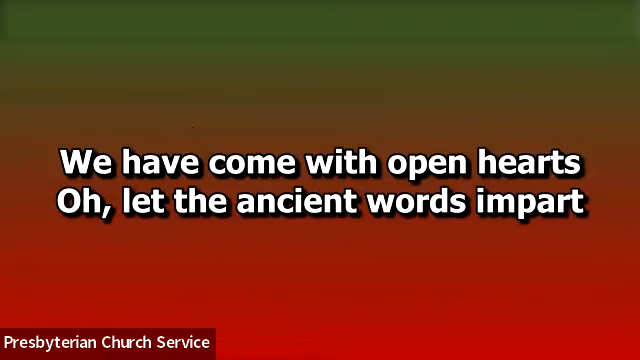 We have come with open hearts
Oh, let the ancient words impart
Presbyterian Church Service